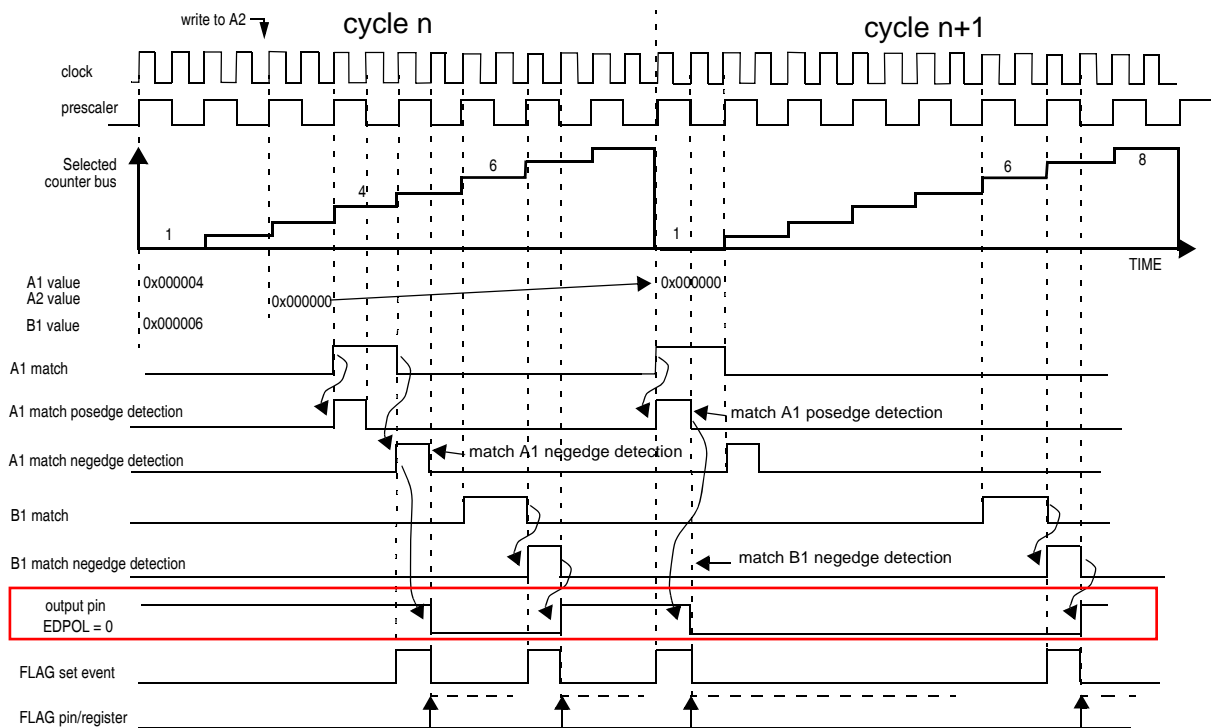 write to A2
cycle n
cycle n+1
clock
prescaler
Selected
counter bus
1
4
6
1
6
8
TIME
A1 value
0x000004
A2 value
0x000000
0x000000
B1 value
0x000006
A1 match
A1 match posedge detection
match A1 posedge detection
A1 match negedge detection
match A1 negedge detection
B1 match
B1 match negedge detection
match B1 negedge detection
output pin
EDPOL = 0
FLAG set event
FLAG pin/register